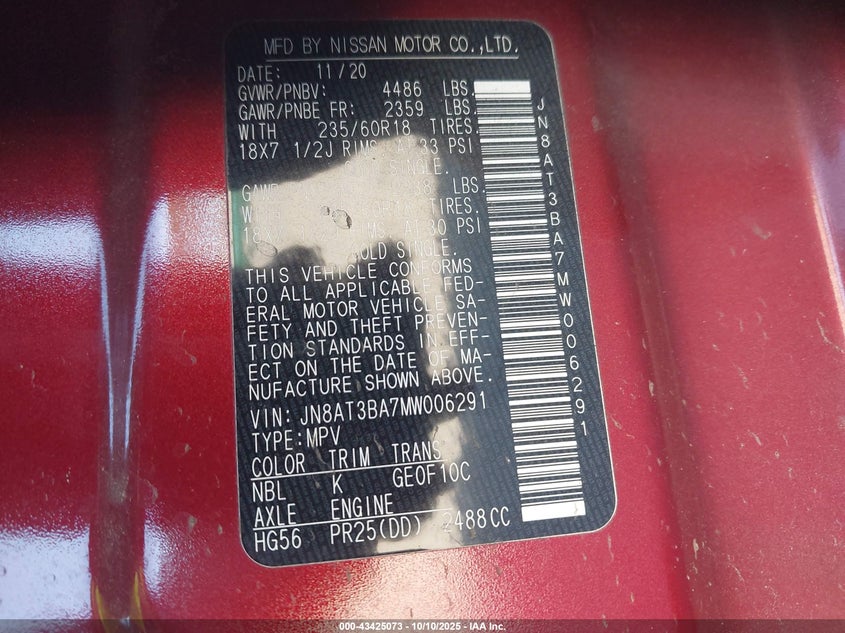 MFD BY NISSAN MOTOR CO.,LTD.
DATE: 11/20
GVWR/PNBV: 4486 LBS.
GAWR/PNBE FR: 2359 LBS.
WITH 235/60R18 TIRES.
18X7 1/2J RIMS AT 33 PSI
SINGLE.
GAWR LBS.
TIRES.
AT 30 PSI
COLD SINGLE.
THIS VEHICLE CONFORMS
TO ALL APPLICABLE FED-
ERAL MOTOR VEHICLE SA-
FETY AND THEFT PREVEN-
TION STANDARDS IN EFF-
ECT ON THE DATE OF MA-
NUFACTURE SHOWN ABOVE.
VIN: JN8AT3BA7MW006291
TYPE:MPV
COLOR TRIM TRANS
NBL K GE0F10C
AXLE ENGINE
HG56 PR25(DD) 2488CC
JN8AT3BA7MW006291
000-43425073 - 10/10/2025 - IAA Inc.